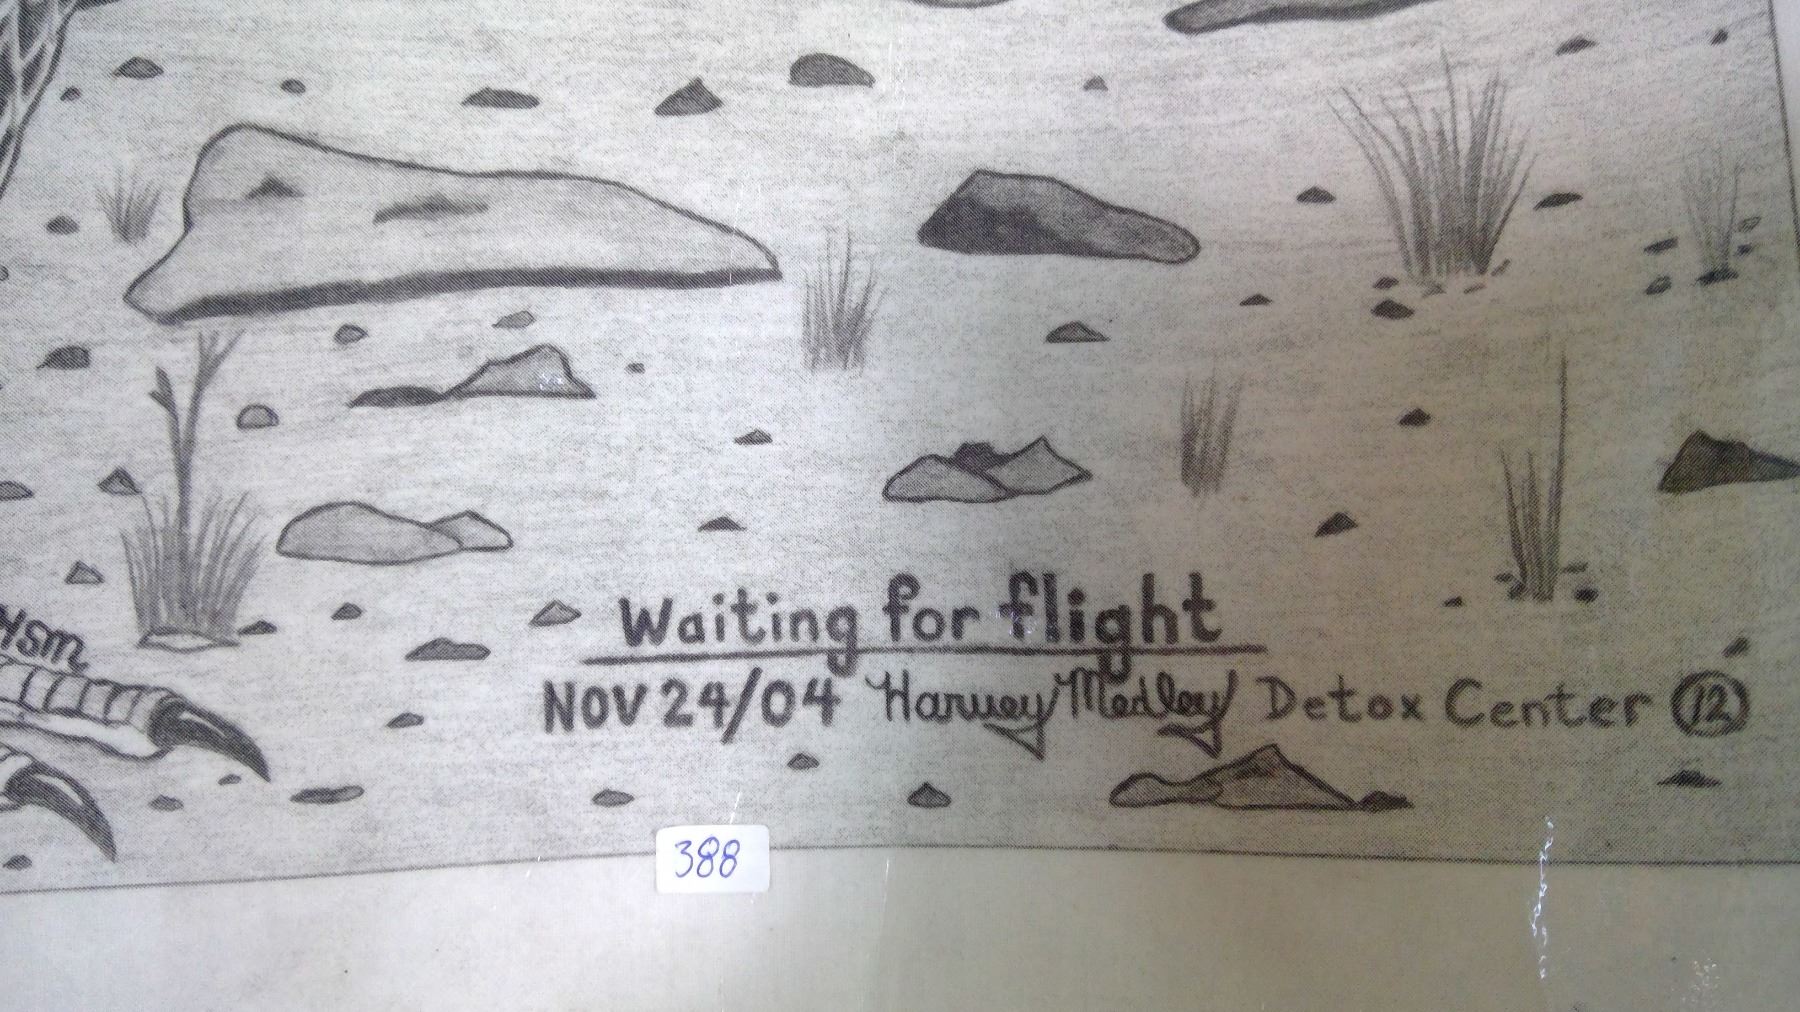 HSM
Waiting for flight
NOV 24/04 Harvey Medley Detox Center 12
388